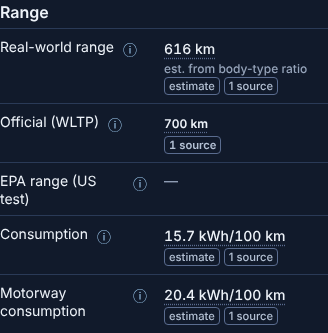 Range
Real-world range ⓘ 616 km
est. from body-type ratio
estimate 1 source
Official (WLTP) ⓘ 700 km
1 source
EPA range (US ⓘ —
test)
Consumption ⓘ 15.7 kWh/100 km
estimate 1 source
Motorway ⓘ 20.4 kWh/100 km
consumption estimate 1 source